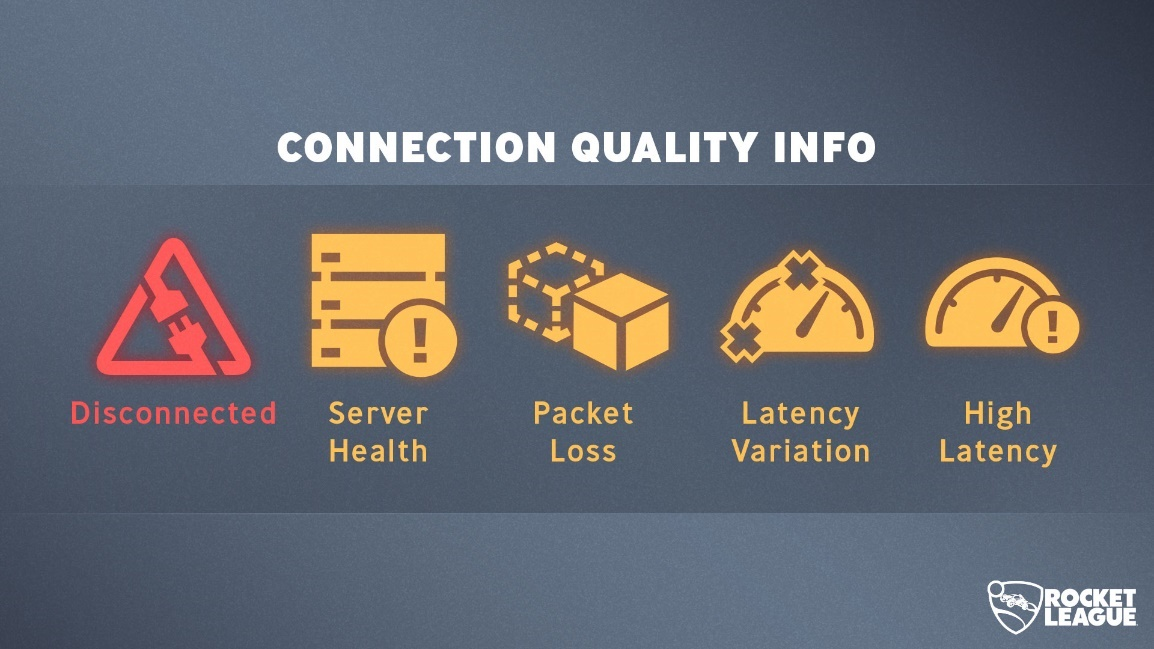 CONNECTION QUALITY INFO
Disconnected
Server
Health
Packet
Loss
Latency
Variation
High
Latency
ROCKET
LEAGUE